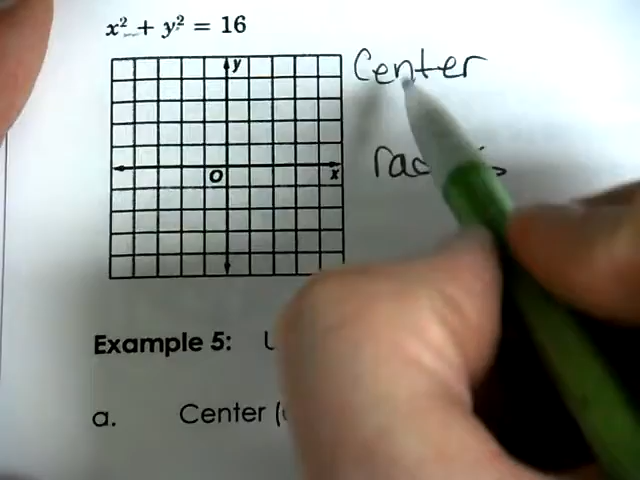 x² + y² = 16
y
Center
O
x
Example 5:
a. Center